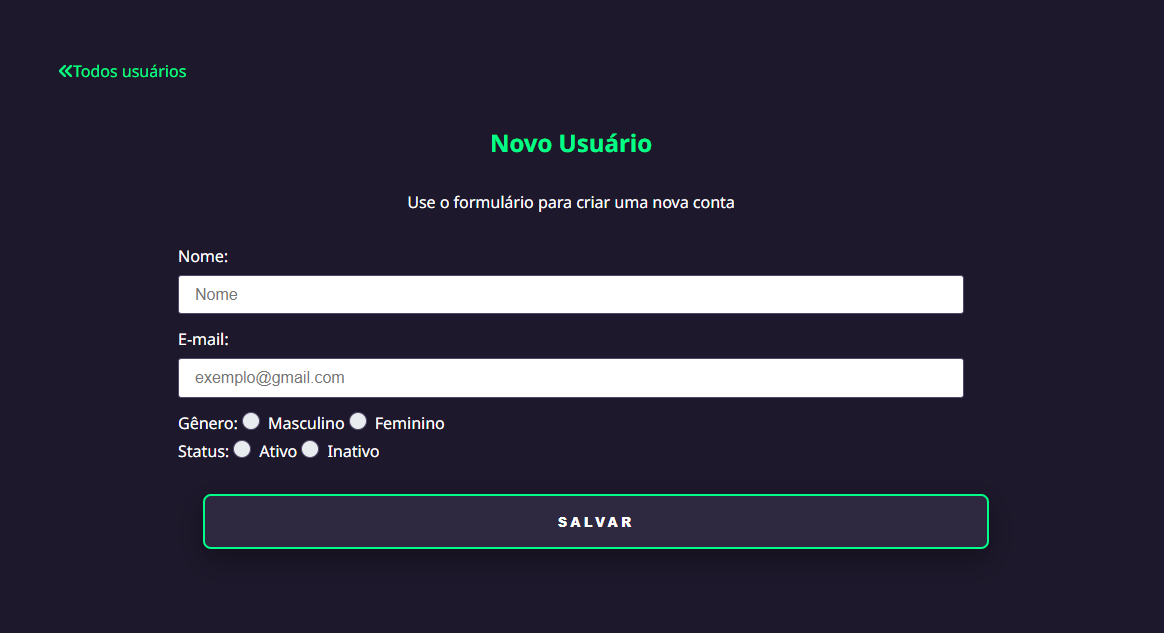 Todos usuários
Novo Usuário
Use o formulário para criar uma nova conta
Nome:
Nome
E-mail:
exemplo@gmail.com
Gênero: Masculino Feminino
Status: Ativo Inativo
SALVAR